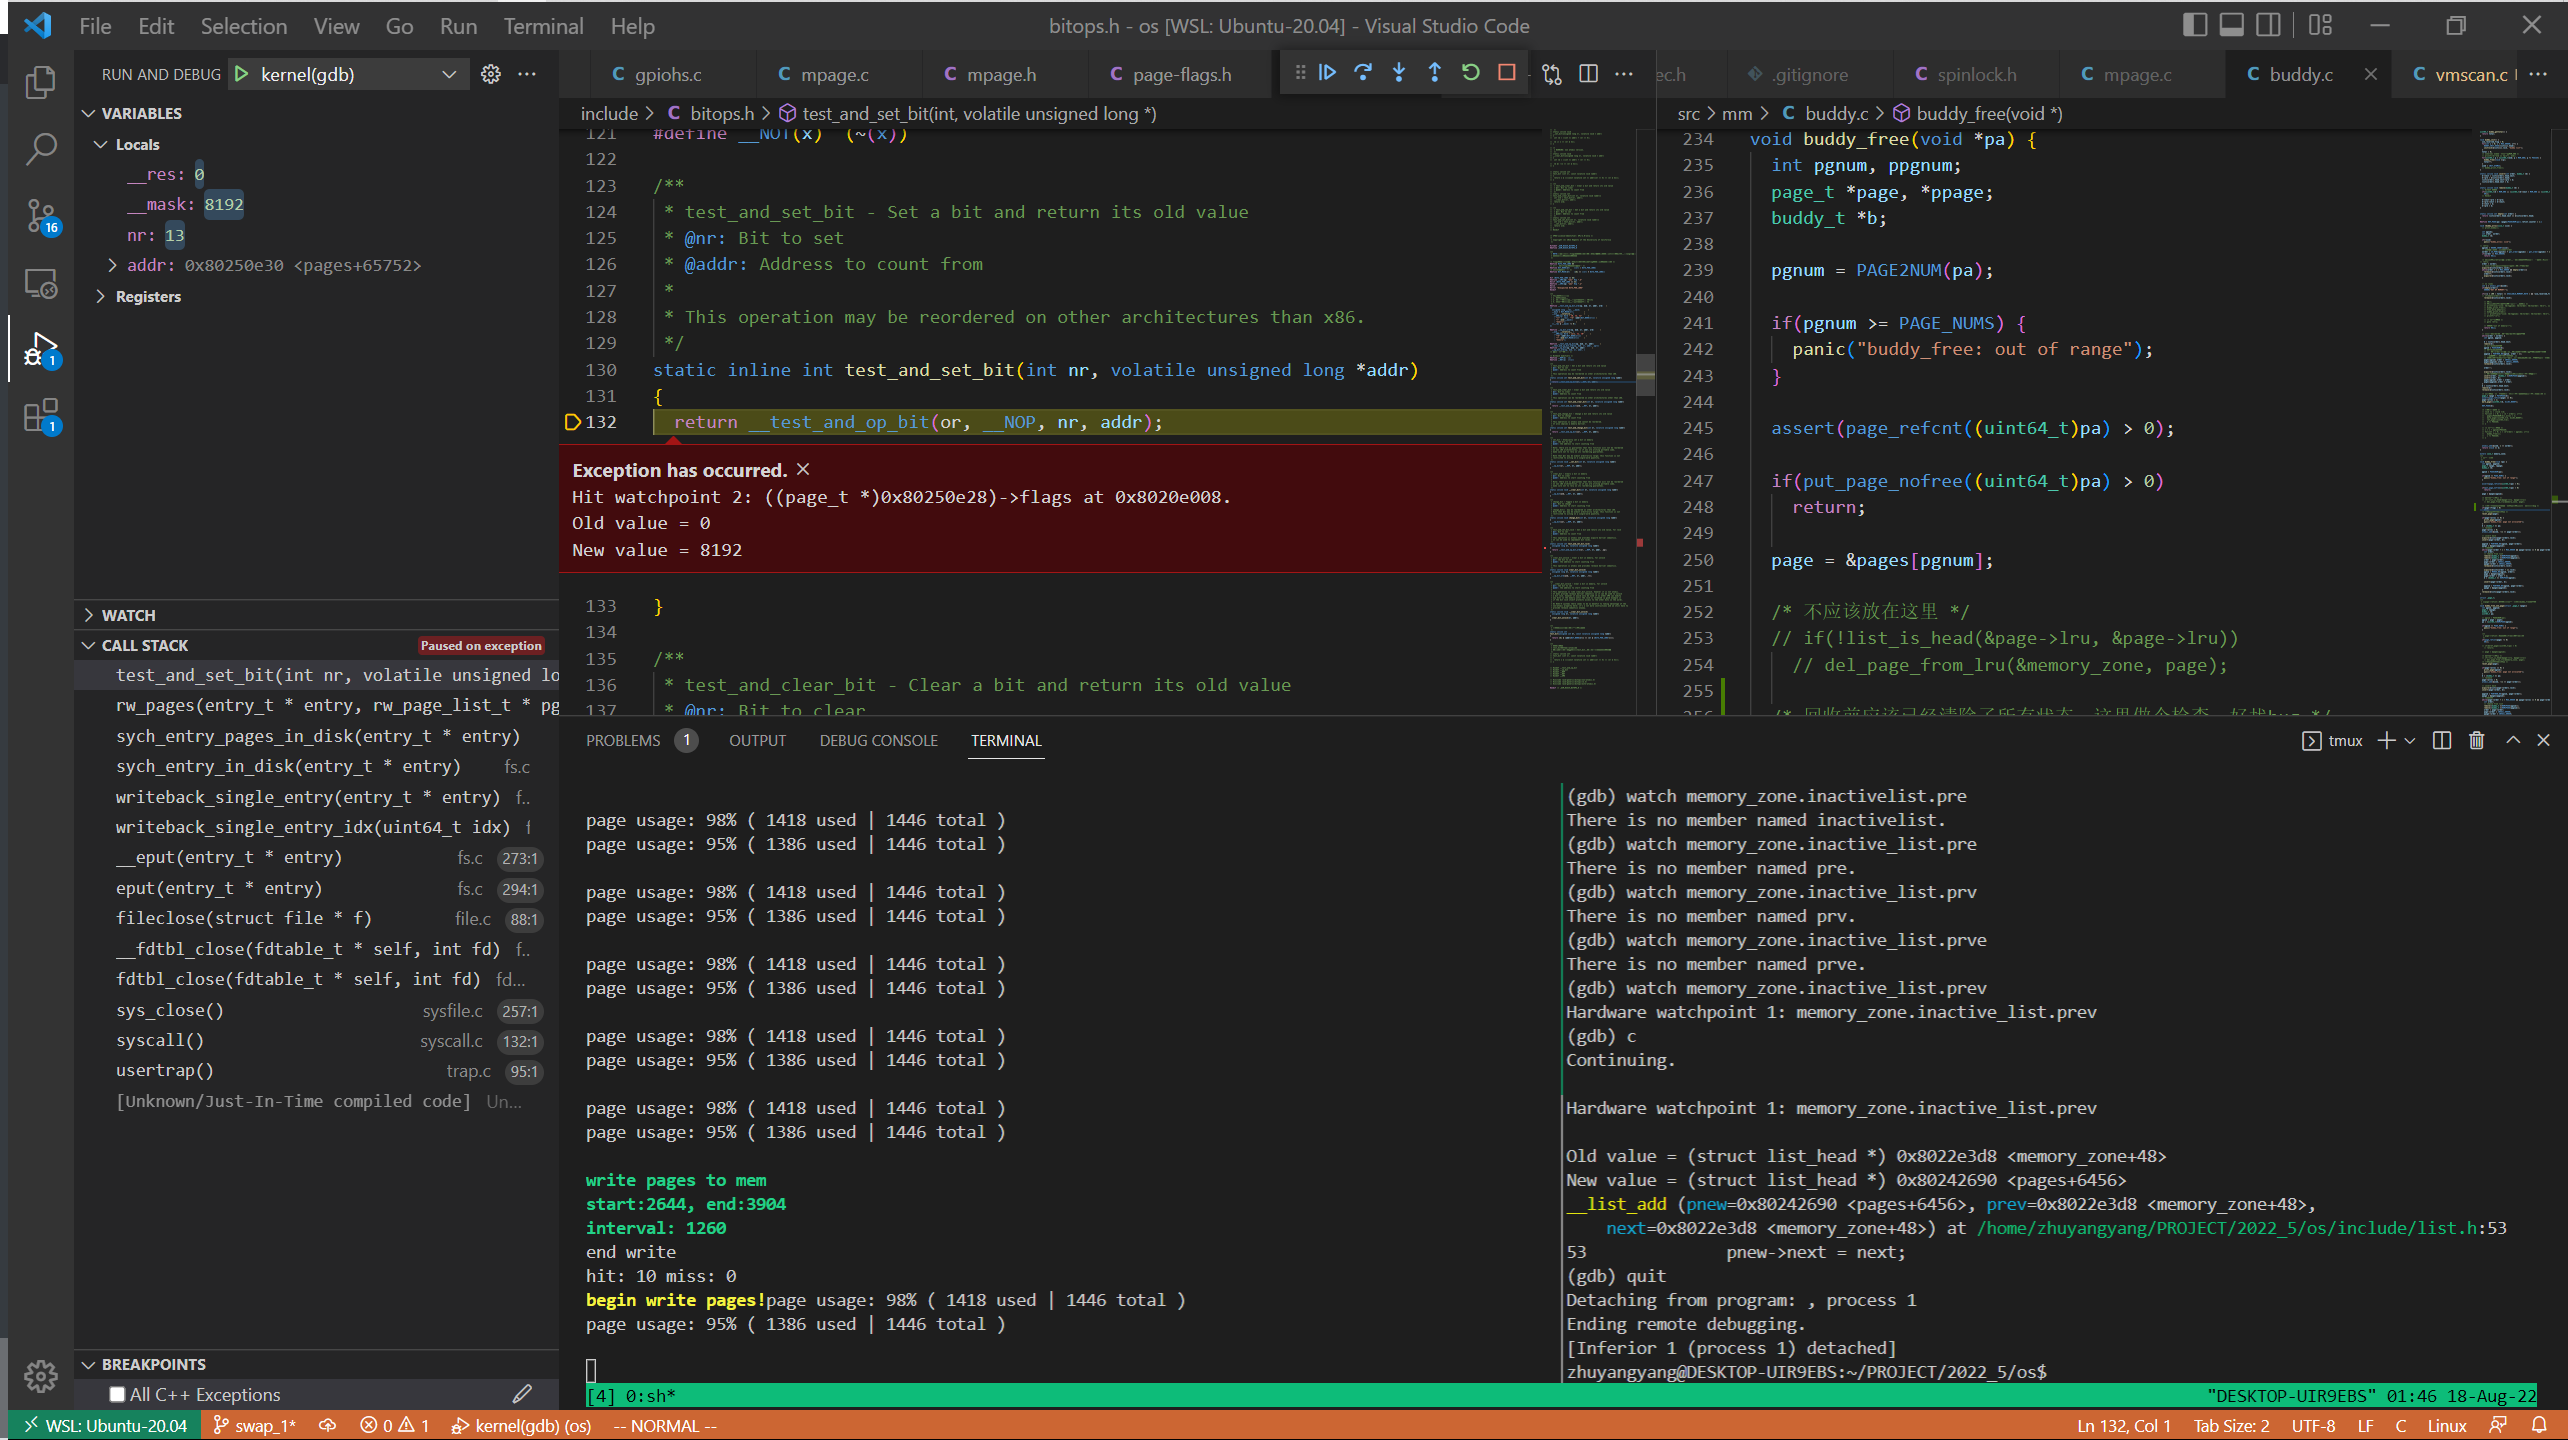 File Edit Selection View Go Run Terminal Help
bitops.h - os [WSL: Ubuntu-20.04] - Visual Studio Code
RUN AND DEBUG kernel(gdb)
VARIABLES
Locals
__res: 0
__mask: 8192
nr: 13
addr: 0x80250e30 <pages+65752>
Registers
WATCH
CALL STACK Paused on exception
test_and_set_bit(int nr, volatile unsigned lo
rw_pages(entry_t * entry, rw_page_list_t * pg
sych_entry_pages_in_disk(entry_t * entry)
sych_entry_in_disk(entry_t * entry) fs.c
writeback_single_entry(entry_t * entry) f..
writeback_single_entry_idx(uint64_t idx) f
__eput(entry_t * entry) fs.c 273:1
eput(entry_t * entry) fs.c 294:1
fileclose(struct file * f) file.c 88:1
__fdtbl_close(fdtable_t * self, int fd) f..
fdtbl_close(fdtable_t * self, int fd) fd...
sys_close() sysfile.c 257:1
syscall() syscall.c 132:1
usertrap() trap.c 95:1
[Unknown/Just-In-Time compiled code] Un...
BREAKPOINTS
All C++ Exceptions
16
1
1
C gpiohs.c C mpage.c C mpage.h C page-flags.h
include > C bitops.h > test_and_set_bit(int, volatile unsigned long *)
121 #define __NOT(x) (~(x))
122
123 /**
124 * test_and_set_bit - Set a bit and return its old value
125 * @nr: Bit to set
126 * @addr: Address to count from
127 *
128 * This operation may be reordered on other architectures than x86.
129 */
130 static inline int test_and_set_bit(int nr, volatile unsigned long *addr)
131 {
132 return __test_and_op_bit(or, __NOP, nr, addr);
Exception has occurred. ×
Hit watchpoint 2: ((page_t *)0x80250e28)->flags at 0x8020e008.
Old value = 0
New value = 8192
133 }
134
135 /**
136 * test_and_clear_bit - Clear a bit and return its old value
137 * @nr: Bit to clear
ec.h .gitignore C spinlock.h C mpage.c C buddy.c C vmscan.c
src > mm > C buddy.c > buddy_free(void *)
234 void buddy_free(void *pa) {
235 int pgnum, ppgnum;
236 page_t *page, *ppage;
237 buddy_t *b;
238
239 pgnum = PAGE2NUM(pa);
240
241 if(pgnum >= PAGE_NUMS) {
242 panic("buddy_free: out of range");
243 }
244
245 assert(page_refcnt((uint64_t)pa) > 0);
246
247 if(put_page_nofree((uint64_t)pa) > 0)
248 return;
249
250 page = &pages[pgnum];
251
252 /* 不应该放在这里 */
253 // if(!list_is_head(&page->lru, &page->lru))
254 // del_page_from_lru(&memory_zone, page);
255
256 /* 回收前应该已经清除了所有状态，这里做个检查，好找bug */
PROBLEMS 1 OUTPUT DEBUG CONSOLE TERMINAL
tmux
page usage: 98% ( 1418 used | 1446 total )
page usage: 95% ( 1386 used | 1446 total )
page usage: 98% ( 1418 used | 1446 total )
page usage: 95% ( 1386 used | 1446 total )
page usage: 98% ( 1418 used | 1446 total )
page usage: 95% ( 1386 used | 1446 total )
page usage: 98% ( 1418 used | 1446 total )
page usage: 95% ( 1386 used | 1446 total )
page usage: 98% ( 1418 used | 1446 total )
page usage: 95% ( 1386 used | 1446 total )
write pages to mem
start:2644, end:3904
interval: 1260
end write
hit: 10 miss: 0
begin write pages!page usage: 98% ( 1418 used | 1446 total )
page usage: 95% ( 1386 used | 1446 total )
(gdb) watch memory_zone.inactivelist.pre
There is no member named inactivelist.
(gdb) watch memory_zone.inactive_list.pre
There is no member named pre.
(gdb) watch memory_zone.inactive_list.prv
There is no member named prv.
(gdb) watch memory_zone.inactive_list.prve
There is no member named prve.
(gdb) watch memory_zone.inactive_list.prev
Hardware watchpoint 1: memory_zone.inactive_list.prev
(gdb) c
Continuing.
Hardware watchpoint 1: memory_zone.inactive_list.prev
Old value = (struct list_head *) 0x8022e3d8 <memory_zone+48>
New value = (struct list_head *) 0x80242690 <pages+6456>
__list_add (pnew=0x80242690 <pages+6456>, prev=0x8022e3d8 <memory_zone+48>,
next=0x8022e3d8 <memory_zone+48>) at /home/zhuyangyang/PROJECT/2022_5/os/include/list.h:53
53 pnew->next = next;
(gdb) quit
Detaching from program: , process 1
Ending remote debugging.
[Inferior 1 (process 1) detached]
zhuyangyang@DESKTOP-UIR9EBS:~/PROJECT/2022_5/os$
[4] 0:sh* "DESKTOP-UIR9EBS" 01:46 18-Aug-22
WSL: Ubuntu-20.04 swap_1* 0 1 kernel(gdb) (os) -- NORMAL -- Ln 132, Col 1 Tab Size: 2 UTF-8 LF C Linux